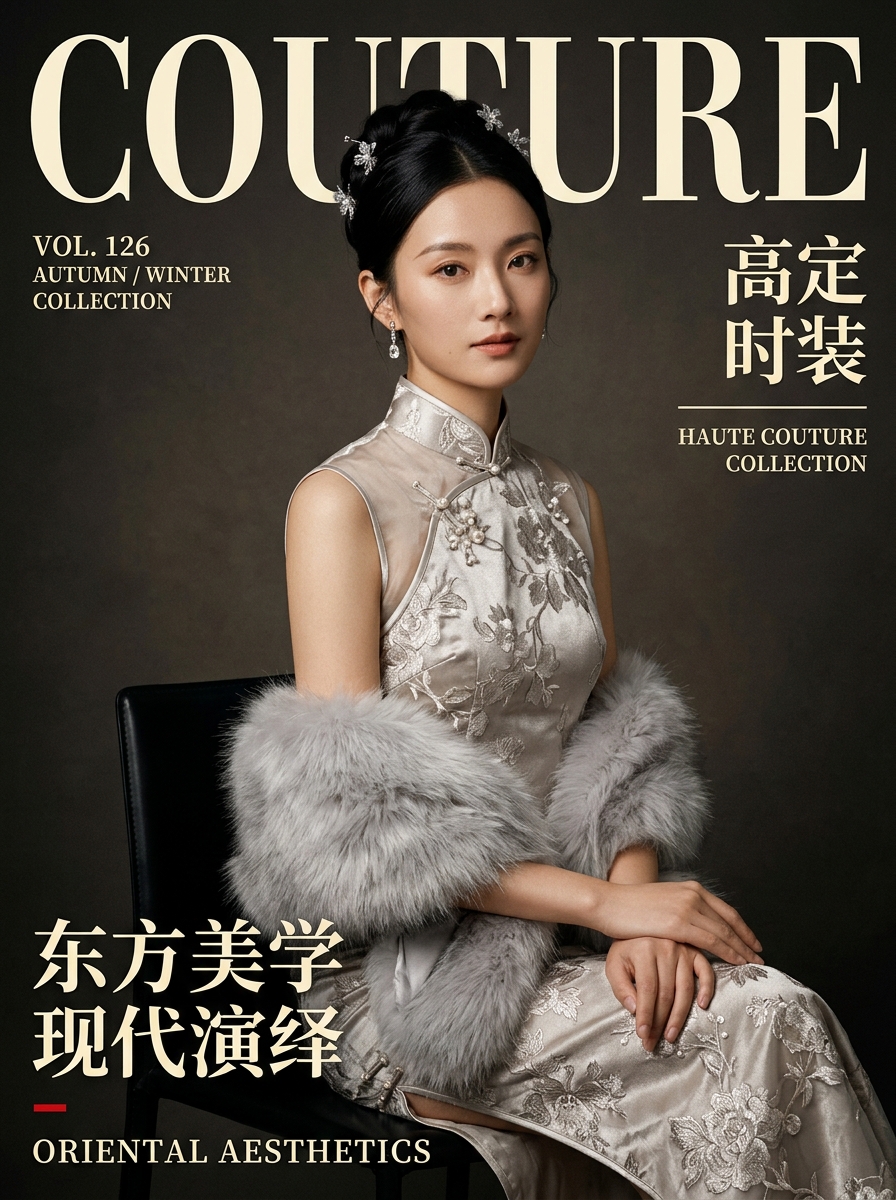 COUTURE
VOL. 126
AUTUMN / WINTER
COLLECTION
高定
时装
HAUTE COUTURE
COLLECTION
东方美学
现代演绎
ORIENTAL AESTHETICS